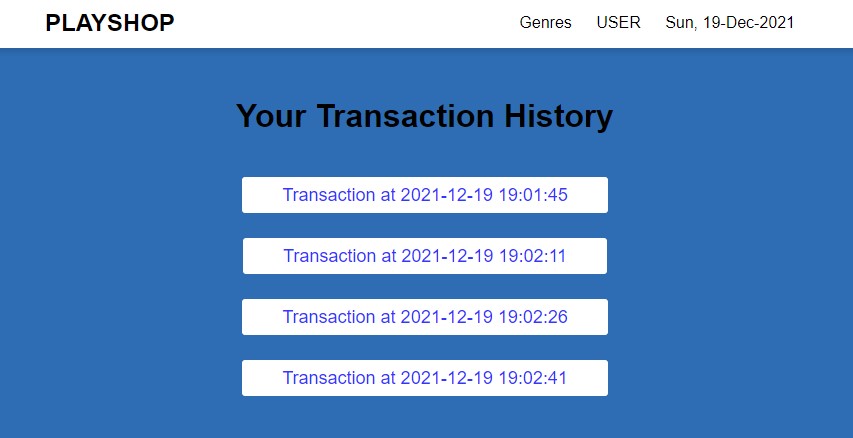 PLAYSHOP Genres USER Sun, 19-Dec-2021
Your Transaction History
Transaction at 2021-12-19 19:01:45
Transaction at 2021-12-19 19:02:11
Transaction at 2021-12-19 19:02:26
Transaction at 2021-12-19 19:02:41